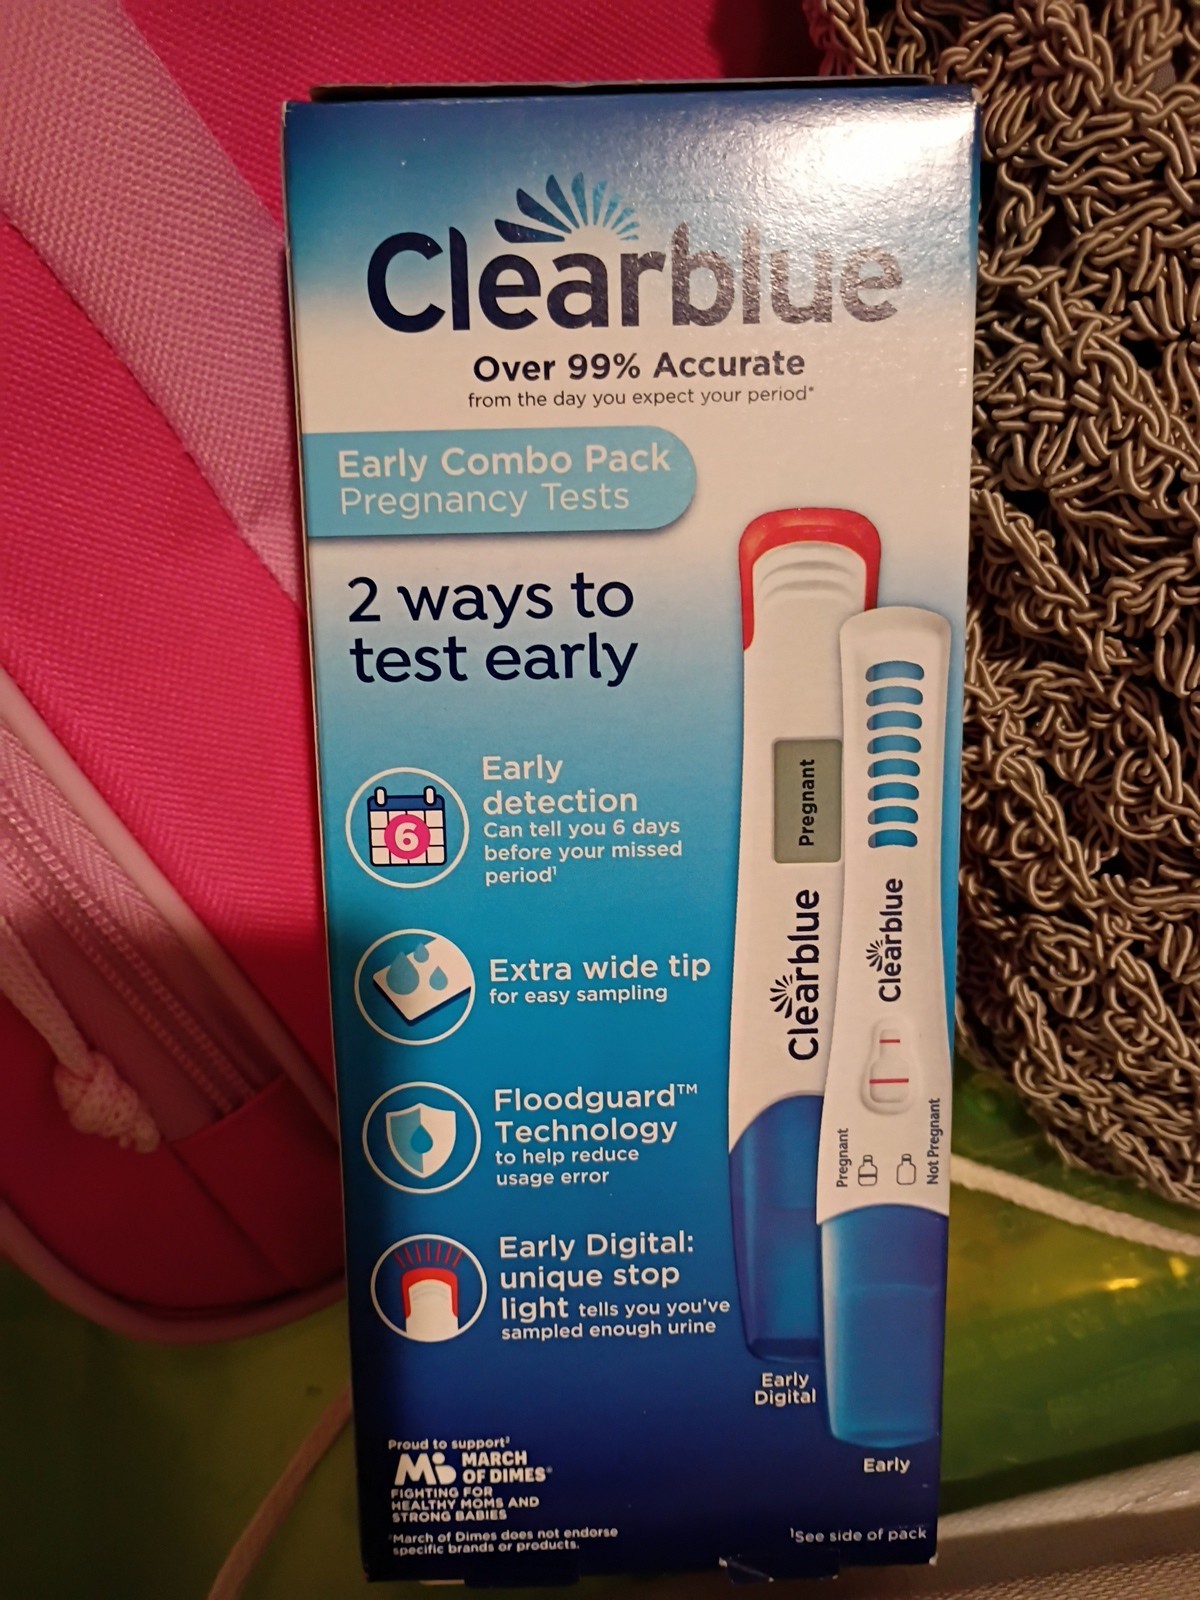 Clearblue
Over 99% Accurate
from the day you expect your period*
Early Combo Pack
Pregnancy Tests
2 ways to
test early
6
Early
detection
Can tell you 6 days
before your missed
period¹
Extra wide tip
for easy sampling
Floodguard™
Technology
to help reduce
usage error
Early Digital:
unique stop
light tells you you've
sampled enough urine
Pregnant
Clearblue
Clearblue
Pregnant
Not Pregnant
Early
Digital
Early
Proud to support²
MARCH
OF DIMES®
FIGHTING FOR
HEALTHY MOMS AND
STRONG BABIES
²March of Dimes does not endorse
specific brands or products.
¹See side of pack